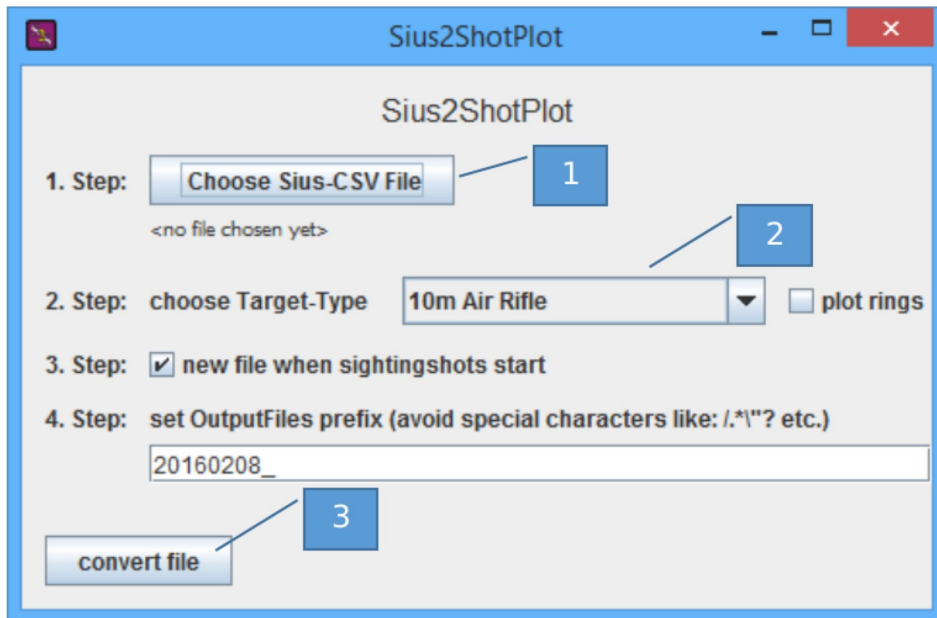 Sius2ShotPlot
Sius2ShotPlot
1. Step: Choose Sius-CSV File
1
<no file chosen yet>
2
2. Step: choose Target-Type 10m Air Rifle plot rings
3. Step: new file when sightingshots start
4. Step: set OutputFiles prefix (avoid special characters like: /.*\"? etc.)
20160208_
3
convert file